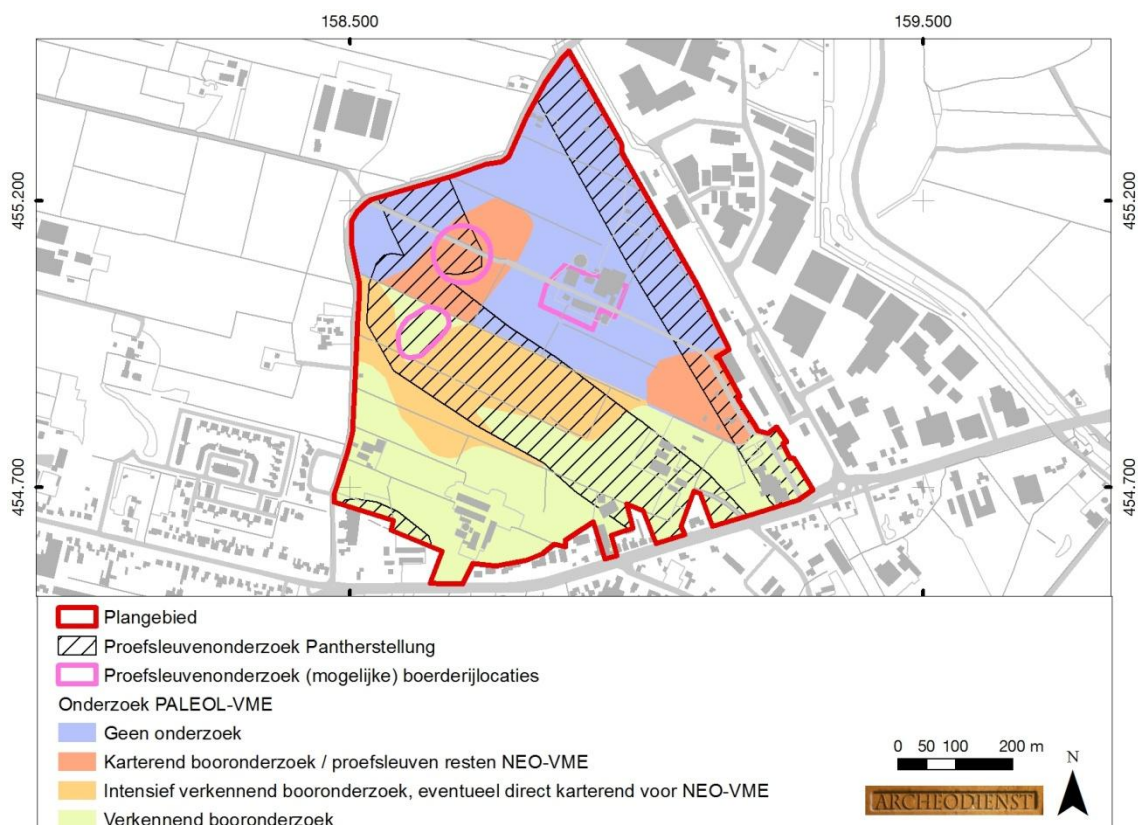 158.500
159.500
455.200
455.200
454.700
454.700
Plangebied
Proefsleuvenonderzoek Pantherstellung
Proefsleuvenonderzoek (mogelijke) boerderijlocaties
Onderzoek PALEOL-VME
Geen onderzoek
Karterend booronderzoek / proefsleuven resten NEO-VME
Intensief verkennend booronderzoek, eventueel direct karterend voor NEO-VME
Verkennend booronderzoek
0 50 100 200 m
N
ARCHEODIENST